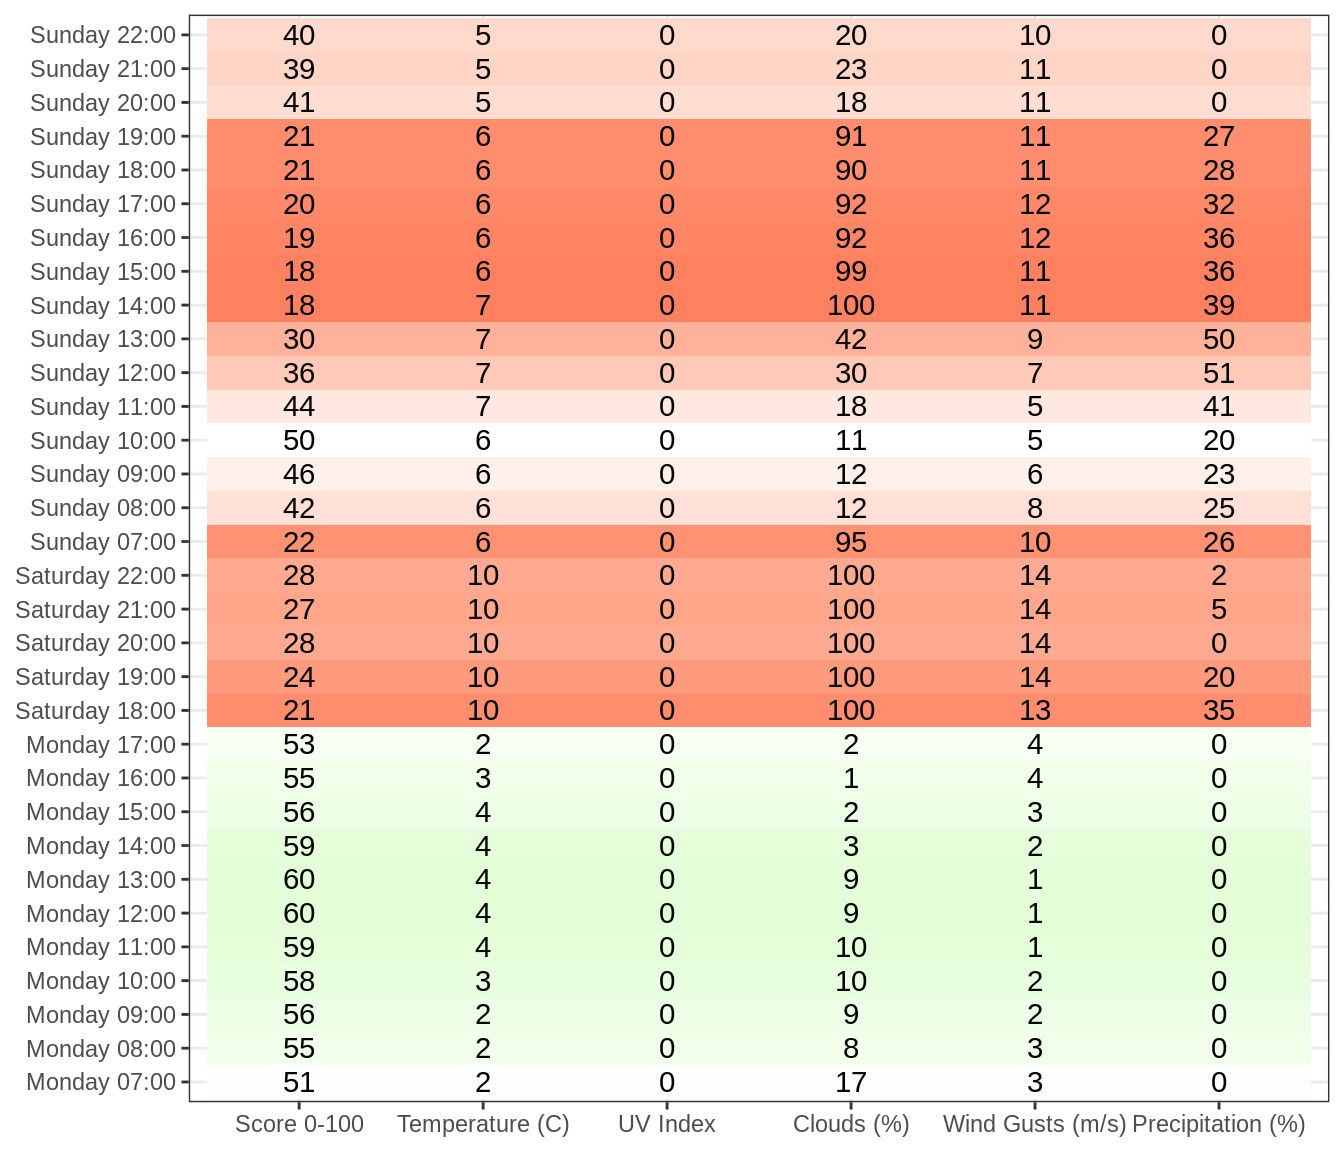 Sunday 22:00 40 5 0 20 10 0
Sunday 21:00 39 5 0 23 11 0
Sunday 20:00 41 5 0 18 11 0
Sunday 19:00 21 6 0 91 11 27
Sunday 18:00 21 6 0 90 11 28
Sunday 17:00 20 6 0 92 12 32
Sunday 16:00 19 6 0 92 12 36
Sunday 15:00 18 6 0 99 11 36
Sunday 14:00 18 7 0 100 11 39
Sunday 13:00 30 7 0 42 9 50
Sunday 12:00 36 7 0 30 7 51
Sunday 11:00 44 7 0 18 5 41
Sunday 10:00 50 6 0 11 5 20
Sunday 09:00 46 6 0 12 6 23
Sunday 08:00 42 6 0 12 8 25
Sunday 07:00 22 6 0 95 10 26
Saturday 22:00 28 10 0 100 14 2
Saturday 21:00 27 10 0 100 14 5
Saturday 20:00 28 10 0 100 14 0
Saturday 19:00 24 10 0 100 14 20
Saturday 18:00 21 10 0 100 13 35
Monday 17:00 53 2 0 2 4 0
Monday 16:00 55 3 0 1 4 0
Monday 15:00 56 4 0 2 3 0
Monday 14:00 59 4 0 3 2 0
Monday 13:00 60 4 0 9 1 0
Monday 12:00 60 4 0 9 1 0
Monday 11:00 59 4 0 10 1 0
Monday 10:00 58 3 0 10 2 0
Monday 09:00 56 2 0 9 2 0
Monday 08:00 55 2 0 8 3 0
Monday 07:00 51 2 0 17 3 0
Score 0-100 Temperature (C) UV Index Clouds (%) Wind Gusts (m/s) Precipitation (%)